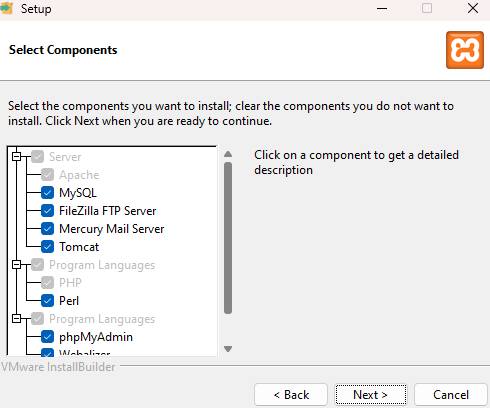 Setup
Select Components
Select the components you want to install; clear the components you do not want to
install. Click Next when you are ready to continue.
Server
Apache
MySQL
FileZilla FTP Server
Mercury Mail Server
Tomcat
Program Languages
PHP
Perl
Program Languages
phpMyAdmin
Webalizer
Click on a component to get a detailed
description
VMware InstallBuilder
< Back
Next >
Cancel